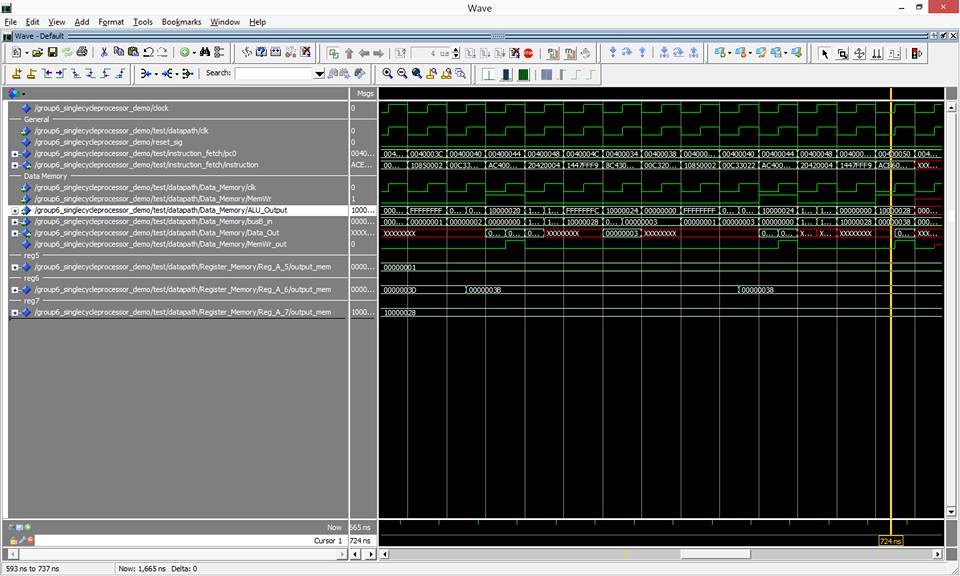 Wave
File Edit View Add Format Tools Bookmarks Window Help
Wave - Default
Search:
Msgs
/group6_singlecycleprocessor_demo/clock 0
General
/group6_singlecycleprocessor_demo/test/datapath/clk 0
/group6_singlecycleprocessor_demo/reset_sig 0
/group6_singlecycleprocessor_demo/test/instruction_fetch/pc0 0040... 004... 0040003C 00400040 00400044 00400048 0040004C 00400034 00400038 0040003C 00400040 00400044 00400048 004000... 00400050 004...
/group6_singlecycleprocessor_demo/test/instruction_fetch/instruction ACE... 00... 10850002 00C33... AC400... 20420004 1447FFF9 8C430... 00C320... 10850002 00C33022 AC400... 20420004 1447FFF9 XXX...
Data Memory
/group6_singlecycleprocessor_demo/test/datapath/Data_Memory/clk 0
/group6_singlecycleprocessor_demo/test/datapath/Data_Memory/MemWr 1
/group6_singlecycleprocessor_demo/test/datapath/Data_Memory/ALU_Output 1000... 000... FFFFFFFF 0... 0... 10000020 1... 1... FFFFFFFC 10000024 00000000 FFFFFFFF 0... 0... 10000024 1... 1... 00000000 000...
/group6_singlecycleprocessor_demo/test/datapath/Data_Memory/busB_in 0000... 000... 00000001 00000002 00000000 1... 1... 10000028 0... 00000003 00000001 00000003 00000000 1... 1... 10000028 10000038 000...
/group6_singlecycleprocessor_demo/test/datapath/Data_Memory/Data_Out XXXX... XXXXXXXX 0... 0... 0... XXXXXXXX 00000003 XXXXXXXX 0... 0... X... X... XXXXXXXX 0... XXX...
/group6_singlecycleprocessor_demo/test/datapath/Data_Memory/MemWr_out 0
reg5
/group6_singlecycleprocessor_demo/test/datapath/Register_Memory/Reg_A_5/output_mem 0000... 00000001
reg6
/group6_singlecycleprocessor_demo/test/datapath/Register_Memory/Reg_A_6/output_mem 0000... 0000003D 0000003B 00000038
reg7
/group6_singlecycleprocessor_demo/test/datapath/Register_Memory/Reg_A_7/output_mem 1000... 10000028
Now 665 ns
Cursor 1 724 ns 724 ns
593 ns to 737 ns Now: 1,665 ns Delta: 0